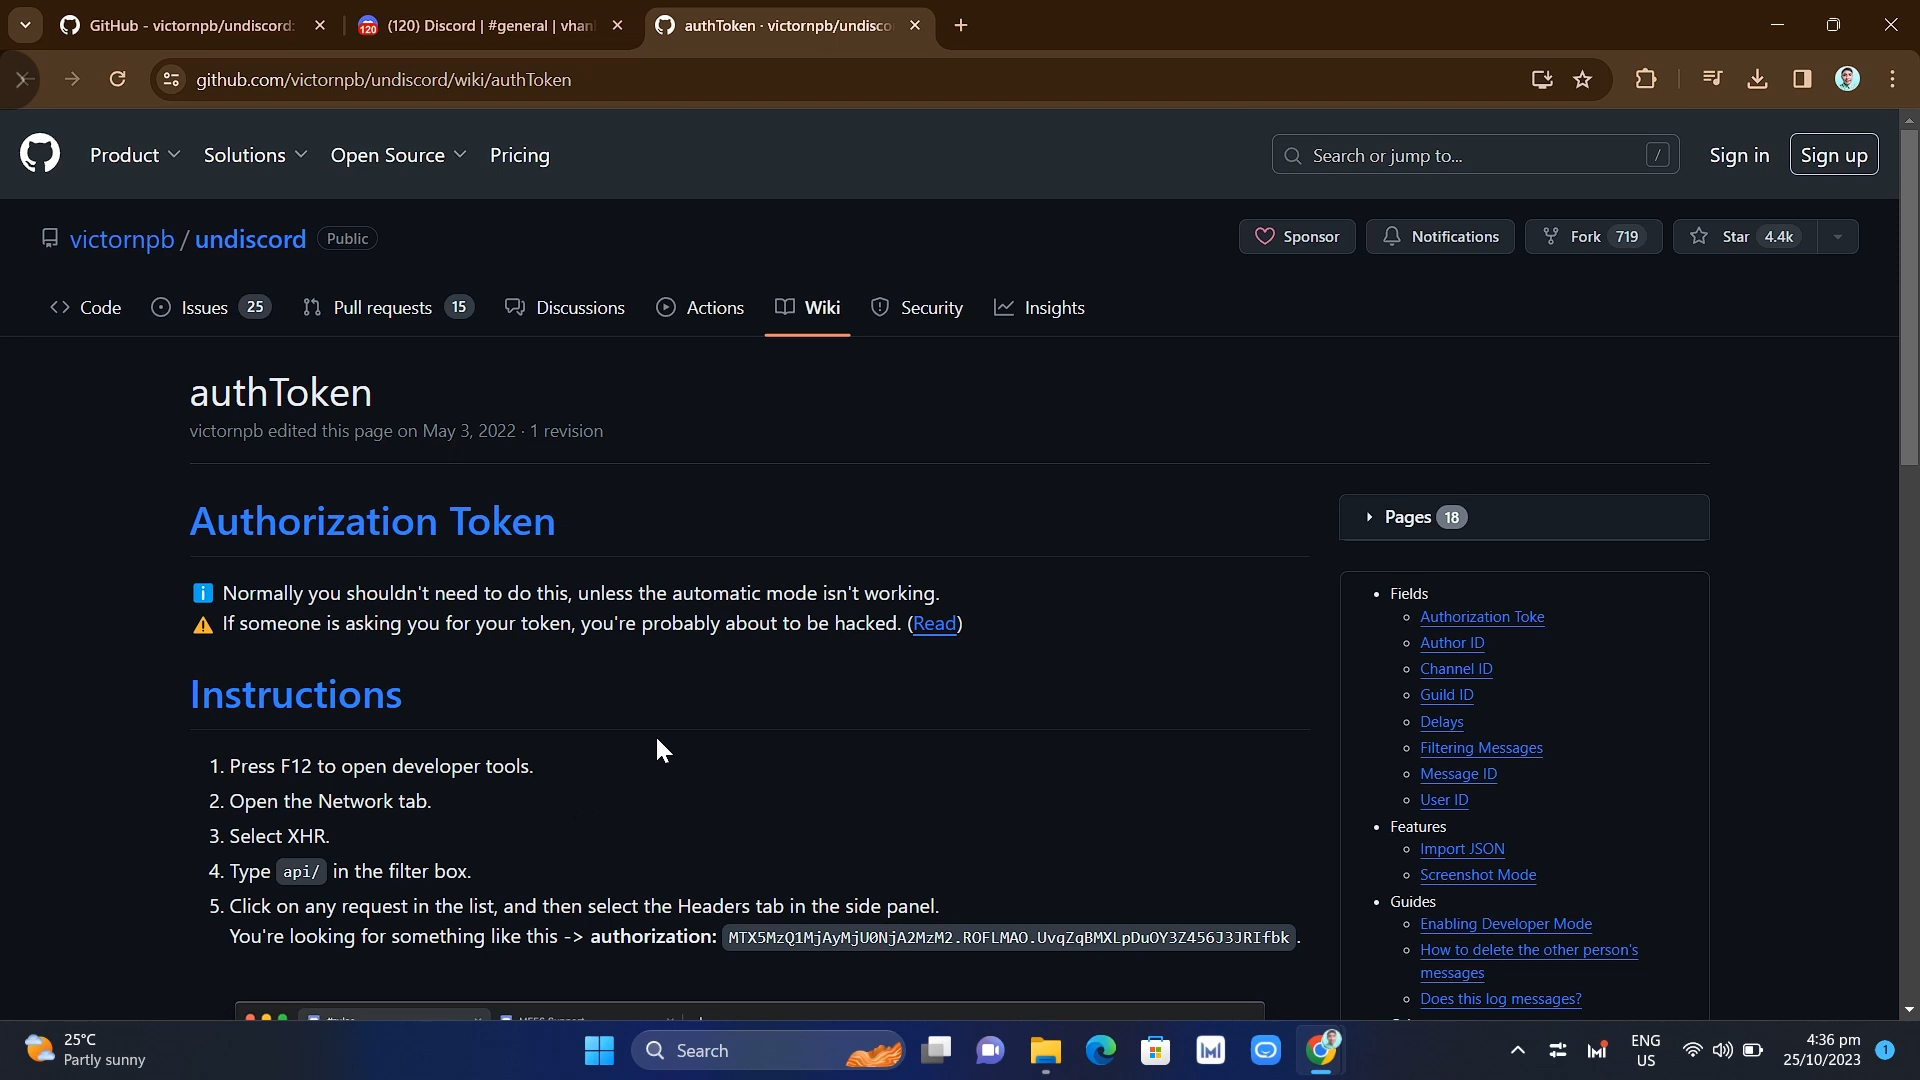 GitHub - victornpb/undiscord:
(120) Discord | #general | vhan
authToken · victornpb/undisco
github.com/victornpb/undiscord/wiki/authToken
Product
Solutions
Open Source
Pricing
Search or jump to...
/
Sign in
Sign up
victornpb / undiscord
Public
Sponsor
Notifications
Fork 719
Star 4.4k
Code
Issues 25
Pull requests 15
Discussions
Actions
Wiki
Security
Insights
authToken
victornpb edited this page on May 3, 2022 · 1 revision
Authorization Token
Normally you shouldn't need to do this, unless the automatic mode isn't working.
If someone is asking you for your token, you're probably about to be hacked. (Read)
Instructions
1. Press F12 to open developer tools.
2. Open the Network tab.
3. Select XHR.
4. Type api/ in the filter box.
5. Click on any request in the list, and then select the Headers tab in the side panel.
You're looking for something like this -> authorization: MTX5MzQ1MjAyMjU0NjA2MzM2.ROFLMAO.UvqZqBMXLpDuOY3Z456J3JRIfbk .
Pages 18
Fields
Authorization Toke
Author ID
Channel ID
Guild ID
Delays
Filtering Messages
Message ID
User ID
Features
Import JSON
Screenshot Mode
Guides
Enabling Developer Mode
How to delete the other person's
messages
Does this log messages?
25°C
Partly sunny
Search
ENG
US
4:36 pm
25/10/2023
1